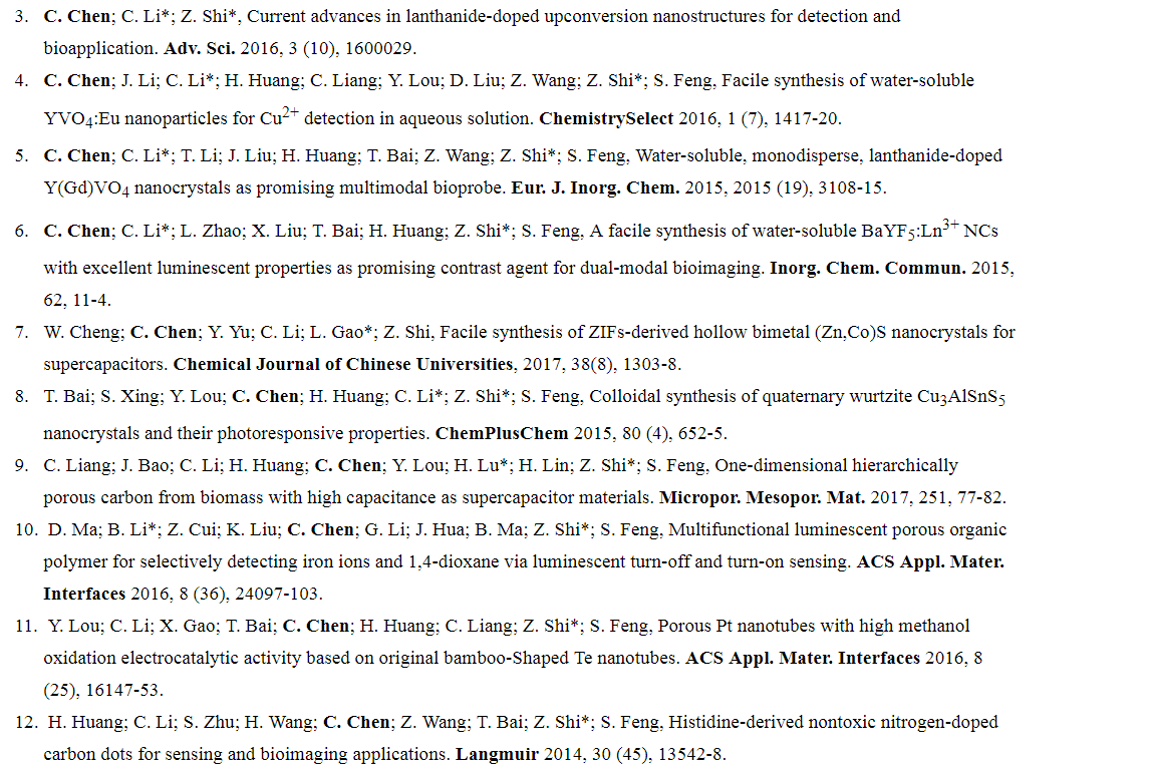 3. C. Chen; C. Li*; Z. Shi*, Current advances in lanthanide-doped upconversion nanostructures for detection and
bioapplication. Adv. Sci. 2016, 3 (10), 1600029.
4. C. Chen; J. Li; C. Li*; H. Huang; C. Liang; Y. Lou; D. Liu; Z. Wang; Z. Shi*; S. Feng, Facile synthesis of water-soluble
YVO₄:Eu nanoparticles for Cu²⁺ detection in aqueous solution. ChemistrySelect 2016, 1 (7), 1417-20.
5. C. Chen; C. Li*; T. Li; J. Liu; H. Huang; T. Bai; Z. Wang; Z. Shi*; S. Feng, Water-soluble, monodisperse, lanthanide-doped
Y(Gd)VO₄ nanocrystals as promising multimodal bioprobe. Eur. J. Inorg. Chem. 2015, 2015 (19), 3108-15.
6. C. Chen; C. Li*; L. Zhao; X. Liu; T. Bai; H. Huang; Z. Shi*; S. Feng, A facile synthesis of water-soluble BaYF₅:Ln³⁺ NCs
with excellent luminescent properties as promising contrast agent for dual-modal bioimaging. Inorg. Chem. Commun. 2015,
62, 11-4.
7. W. Cheng; C. Chen; Y. Yu; C. Li; L. Gao*; Z. Shi, Facile synthesis of ZIFs-derived hollow bimetal (Zn,Co)S nanocrystals for
supercapacitors. Chemical Journal of Chinese Universities, 2017, 38(8), 1303-8.
8. T. Bai; S. Xing; Y. Lou; C. Chen; H. Huang; C. Li*; Z. Shi*; S. Feng, Colloidal synthesis of quaternary wurtzite Cu₃AlSnS₅
nanocrystals and their photoresponsive properties. ChemPlusChem 2015, 80 (4), 652-5.
9. C. Liang; J. Bao; C. Li; H. Huang; C. Chen; Y. Lou; H. Lu*; H. Lin; Z. Shi*; S. Feng, One-dimensional hierarchically
porous carbon from biomass with high capacitance as supercapacitor materials. Micropor. Mesopor. Mat. 2017, 251, 77-82.
10. D. Ma; B. Li*; Z. Cui; K. Liu; C. Chen; G. Li; J. Hua; B. Ma; Z. Shi*; S. Feng, Multifunctional luminescent porous organic
polymer for selectively detecting iron ions and 1,4-dioxane via luminescent turn-off and turn-on sensing. ACS Appl. Mater.
Interfaces 2016, 8 (36), 24097-103.
11. Y. Lou; C. Li; X. Gao; T. Bai; C. Chen; H. Huang; C. Liang; Z. Shi*; S. Feng, Porous Pt nanotubes with high methanol
oxidation electrocatalytic activity based on original bamboo-Shaped Te nanotubes. ACS Appl. Mater. Interfaces 2016, 8
(25), 16147-53.
12. H. Huang; C. Li; S. Zhu; H. Wang; C. Chen; Z. Wang; T. Bai; Z. Shi*; S. Feng, Histidine-derived nontoxic nitrogen-doped
carbon dots for sensing and bioimaging applications. Langmuir 2014, 30 (45), 13542-8.